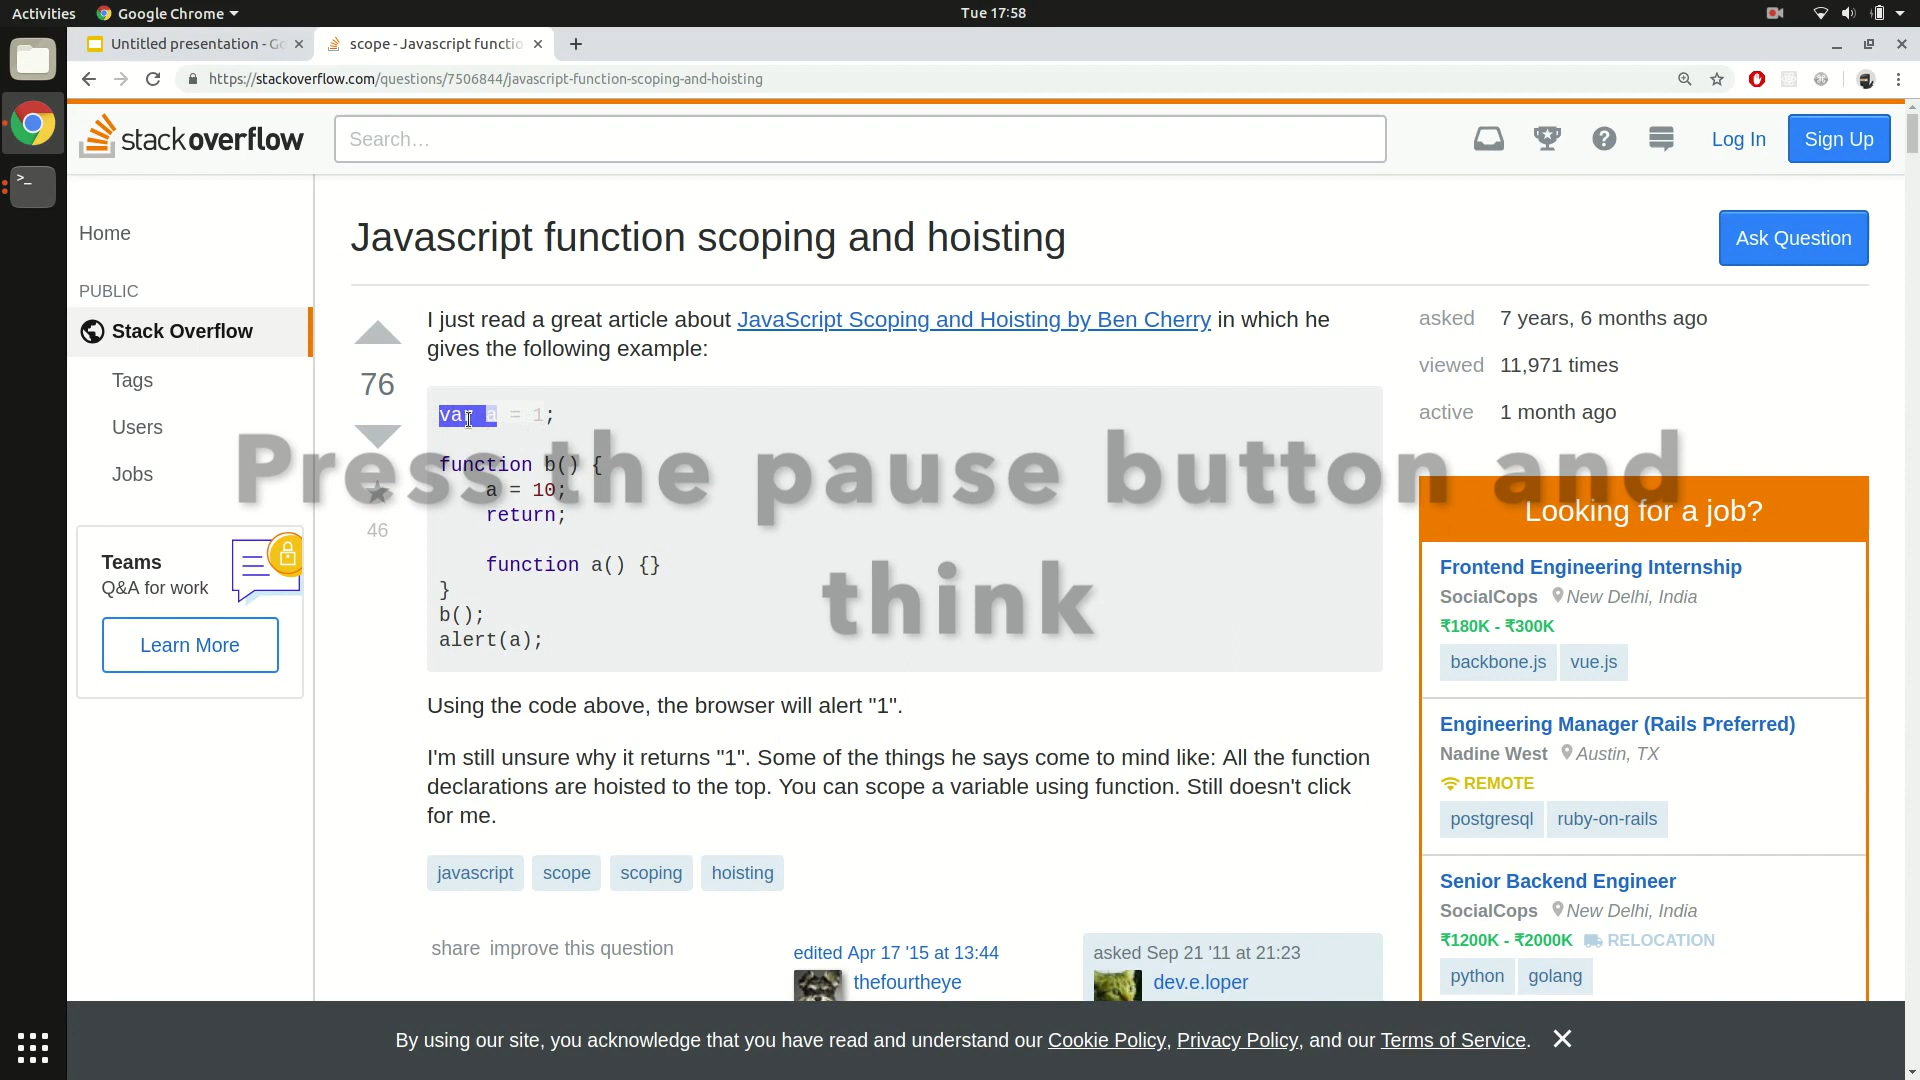 Activities
Google Chrome
Tue 17:58
Untitled presentation - Go
scope - Javascript functio
https://stackoverflow.com/questions/7506844/javascript-function-scoping-and-hoisting
stackoverflow
Search…
Log In
Sign Up
Home
PUBLIC
Stack Overflow
Tags
Users
Jobs
Teams
Q&A for work
Learn More
Javascript function scoping and hoisting
Ask Question
76
46
I just read a great article about JavaScript Scoping and Hoisting by Ben Cherry in which he
gives the following example:
var a = 1;
function b() {
a = 10;
return;
function a() {}
}
b();
alert(a);
Press the pause button and
think
Using the code above, the browser will alert "1".
I'm still unsure why it returns "1". Some of the things he says come to mind like: All the function
declarations are hoisted to the top. You can scope a variable using function. Still doesn't click
for me.
javascript scope scoping hoisting
share improve this question
edited Apr 17 '15 at 13:44
thefourtheye
asked Sep 21 '11 at 21:23
dev.e.loper
asked 7 years, 6 months ago
viewed 11,971 times
active 1 month ago
Looking for a job?
Frontend Engineering Internship
SocialCops New Delhi, India
₹180K - ₹300K
backbone.js vue.js
Engineering Manager (Rails Preferred)
Nadine West Austin, TX
REMOTE
postgresql ruby-on-rails
Senior Backend Engineer
SocialCops New Delhi, India
₹1200K - ₹2000K RELOCATION
python golang
By using our site, you acknowledge that you have read and understand our Cookie Policy, Privacy Policy, and our Terms of Service.